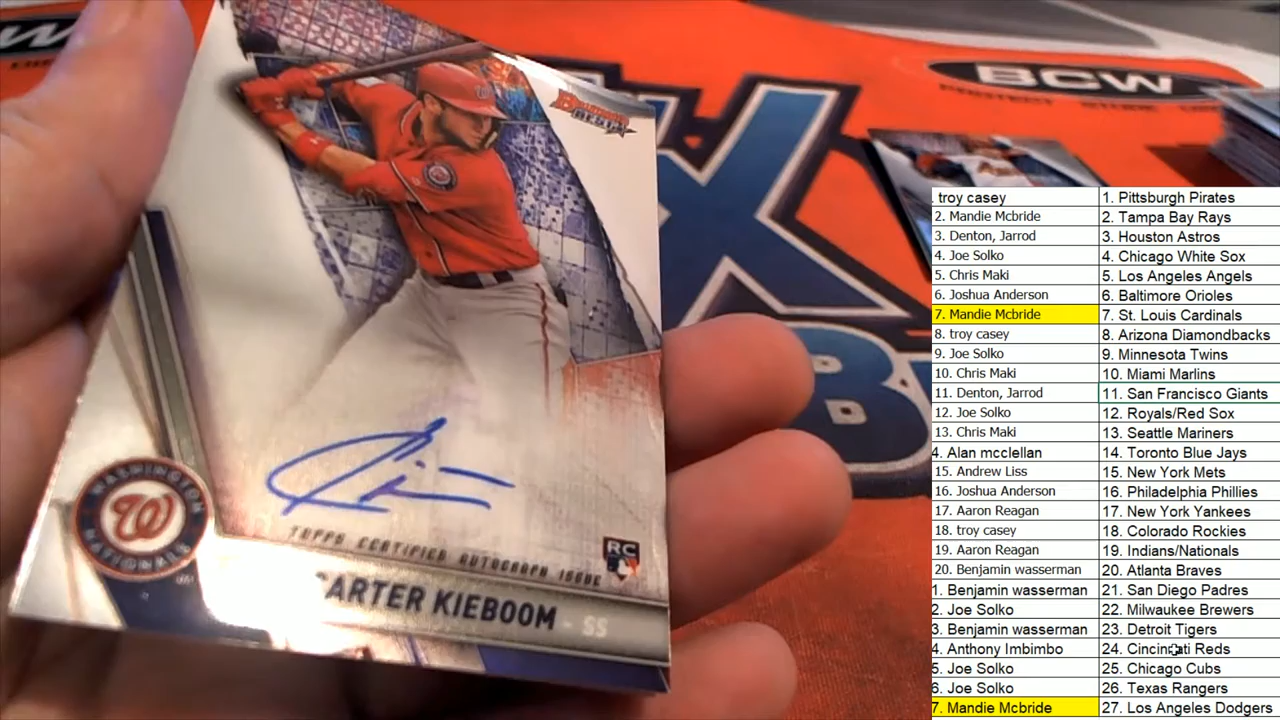 BCW
BOWMAN'S
BEST
TOPPS CERTIFIED AUTOGRAPH ISSUE
RC
WASHINGTON
NATIONALS
W
ARTER KIEBOOM - SS
. troy casey 1. Pittsburgh Pirates
2. Mandie Mcbride 2. Tampa Bay Rays
3. Denton, Jarrod 3. Houston Astros
4. Joe Solko 4. Chicago White Sox
5. Chris Maki 5. Los Angeles Angels
6. Joshua Anderson 6. Baltimore Orioles
7. Mandie Mcbride 7. St. Louis Cardinals
8. troy casey 8. Arizona Diamondbacks
9. Joe Solko 9. Minnesota Twins
10. Chris Maki 10. Miami Marlins
11. Denton, Jarrod 11. San Francisco Giants
12. Joe Solko 12. Royals/Red Sox
13. Chris Maki 13. Seattle Mariners
4. Alan mcclellan 14. Toronto Blue Jays
15. Andrew Liss 15. New York Mets
16. Joshua Anderson 16. Philadelphia Phillies
17. Aaron Reagan 17. New York Yankees
18. troy casey 18. Colorado Rockies
19. Aaron Reagan 19. Indians/Nationals
20. Benjamin wasserman 20. Atlanta Braves
1. Benjamin wasserman 21. San Diego Padres
2. Joe Solko 22. Milwaukee Brewers
3. Benjamin wasserman 23. Detroit Tigers
4. Anthony Imbimbo 24. Cincinnati Reds
5. Joe Solko 25. Chicago Cubs
6. Joe Solko 26. Texas Rangers
7. Mandie Mcbride 27. Los Angeles Dodgers